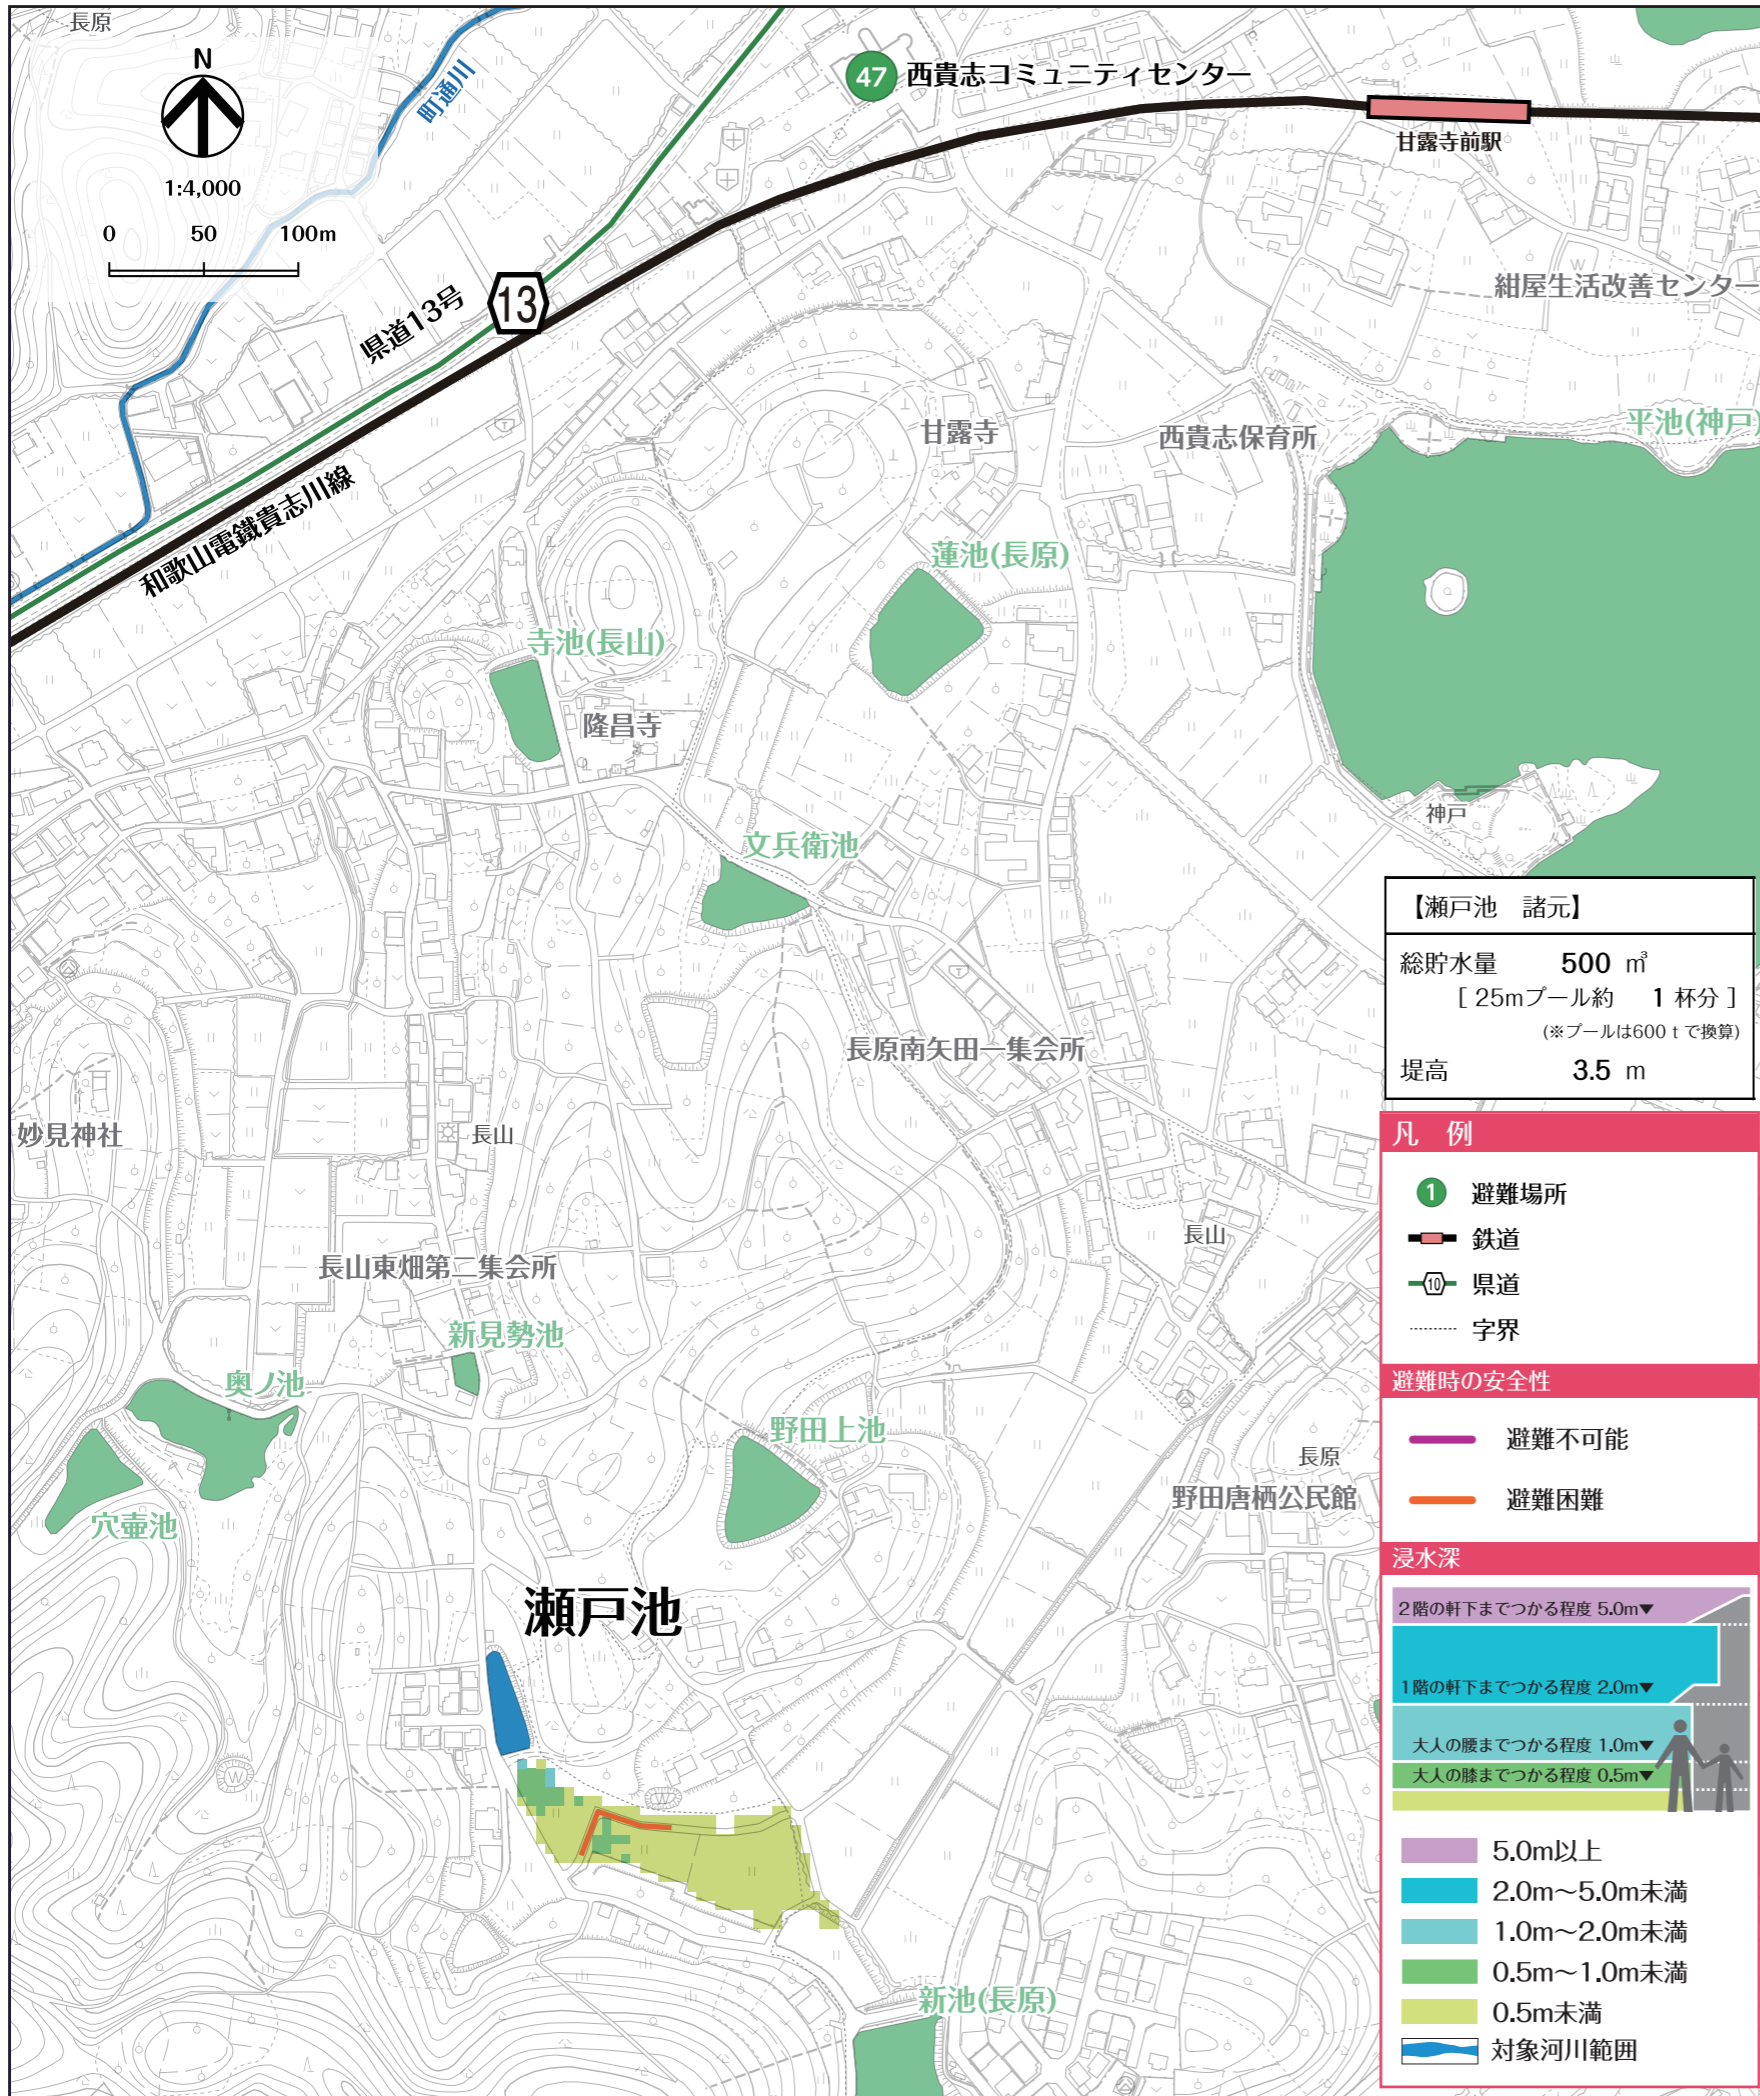 長原
N
1:4,000
0 50 100m
町通川
47 西貴志コミュニティセンター
甘露寺前駅
県道13号
13
和歌山電鐵貴志川線
紺屋生活改善センター
甘露寺
西貴志保育所
平池(神戸)
蓮池(長原)
寺池(長山)
隆昌寺
神戸
文兵衛池
長原南矢田一集会所
妙見神社
長山
長山
長山東畑第二集会所
新見勢池
奥ノ池
野田上池
穴壷池
長原
野田唐栖公民館
瀬戸池
W
W
W
新池(長原)
【瀬戸池 諸元】
総貯水量 500 ㎥
[ 25mプール約 1 杯分 ]
(※プールは600 t で換算)
堤高 3.5 m
凡 例
1 避難場所
鉄道
10 県道
字界
避難時の安全性
避難不可能
避難困難
浸水深
2階の軒下までつかる程度 5.0m▼
1階の軒下までつかる程度 2.0m▼
大人の腰までつかる程度 1.0m▼
大人の膝までつかる程度 0.5m▼
5.0m以上
2.0m～5.0m未満
1.0m～2.0m未満
0.5m～1.0m未満
0.5m未満
対象河川範囲